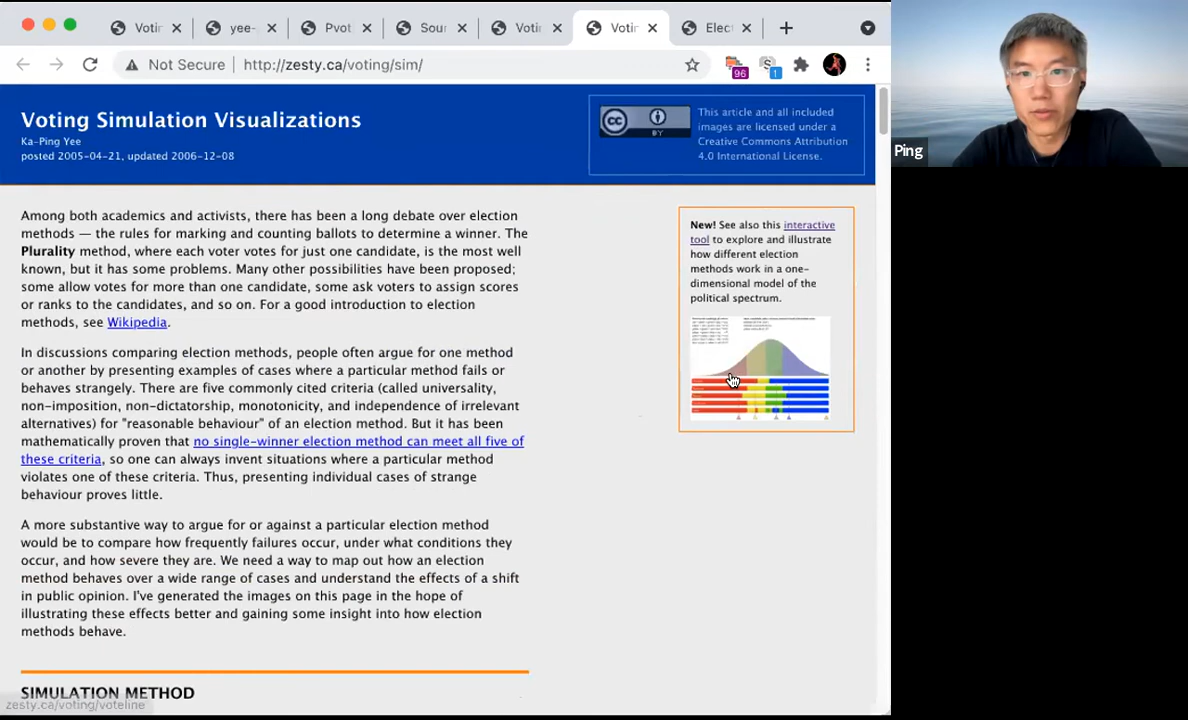 Votin
yee-
Pvot
Sour
Votin
Votin
Elect
Not Secure
http://zesty.ca/voting/sim/
96
S
1
Voting Simulation Visualizations
Ka-Ping Yee
posted 2005-04-21, updated 2006-12-08
cc
BY
This article and all included
images are licensed under a
Creative Commons Attribution
4.0 International License.
Ping
Among both academics and activists, there has been a long debate over election
methods — the rules for marking and counting ballots to determine a winner. The
Plurality method, where each voter votes for just one candidate, is the most well
known, but it has some problems. Many other possibilities have been proposed;
some allow votes for more than one candidate, some ask voters to assign scores
or ranks to the candidates, and so on. For a good introduction to election
methods, see Wikipedia.
In discussions comparing election methods, people often argue for one method
or another by presenting examples of cases where a particular method fails or
behaves strangely. There are five commonly cited criteria (called universality,
non-imposition, non-dictatorship, monotonicity, and independence of irrelevant
alternatives) for "reasonable behaviour" of an election method. But it has been
mathematically proven that no single-winner election method can meet all five of
these criteria, so one can always invent situations where a particular method
violates one of these criteria. Thus, presenting individual cases of strange
behaviour proves little.
A more substantive way to argue for or against a particular election method
would be to compare how frequently failures occur, under what conditions they
occur, and how severe they are. We need a way to map out how an election
method behaves over a wide range of cases and understand the effects of a shift
in public opinion. I've generated the images on this page in the hope of
illustrating these effects better and gaining some insight into how election
methods behave.
New! See also this interactive
tool to explore and illustrate
how different election
methods work in a one-
dimensional model of the
political spectrum.
SIMULATION METHOD
zesty.ca/voting/voteline